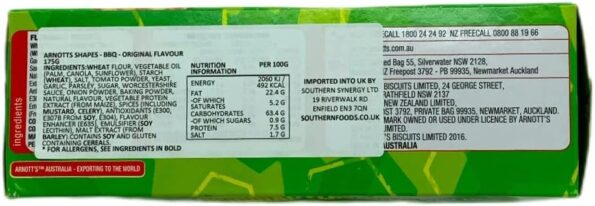 ARNOTTS SHAPES - BBQ - ORIGINAL FLAVOUR
175G
INGREDIENTS:WHEAT FLOUR, VEGETABLE OIL
(PALM, CANOLA, SUNFLOWER), STARCH
(WHEAT), SALT, TOMATO POWDER, YEAST,
GARLIC, PARSLEY, SUGAR, WORCESTERSHIRE
SAUCE, ONION POWDER, BAKING POWDER,
NATURAL FLAVOUR, OREGANO, YEAST
EXTRACT (FROM MAIZE), SPICES (INCLUDING
MUSTARD, CELERY), ANTIOXIDANTS (E300,
E307B FROM SOY, E304), FLAVOUR
ENHANCER (E635), EMULSIFIER (SOY
LECITHIN), MALT EXTRACT (FROM
BARLEY) CONTAINS SOY AND GLUTEN
CONTAINING CEREALS.
* FOR ALLERGENS, SEE INGREDIENTS IN BOLD
NUTRITION INFORMATION PER 100G
ENERGY 2060 KJ / 492 KCAL
FAT 22.4 G
-OF WHICH SATURATES 5.2 G
CARBOHYDRATES 63.4 G
-OF WHICH SUGARS 0.9 G
PROTEIN 7.5 G
SALT 1.7 G
IMPORTED INTO UK BY
SOUTHERN SYNERGY LTD
19 RIVERWALK RD
ENFIELD EN3 7QN
SOUTHERNFOODS.CO.UK
ECALL 1800 24 24 92 NZ FREECALL 0800 88 19 66
tts.com.au
ed Bag 55, Silverwater NSW 2128,
NZ Freepost 3792 - PB 99935, Newmarket Auckland
BISCUITS LIMITED, 24 GEORGE STREET,
RATHFIELD NSW 2137
NEW ZEALAND LIMITED,
ST 3792, PRIVATE BAG 99935, NEWMARKET, AUCKLAND.
MARK OWNED OR USED UNDER LICENCE BY ARNOTT'S
LIMITED.
'S BISCUITS LIMITED 2016.
AUSTRALIA
ingredients
ARNOTT'S™ AUSTRALIA - EXPORTING TO THE WORLD